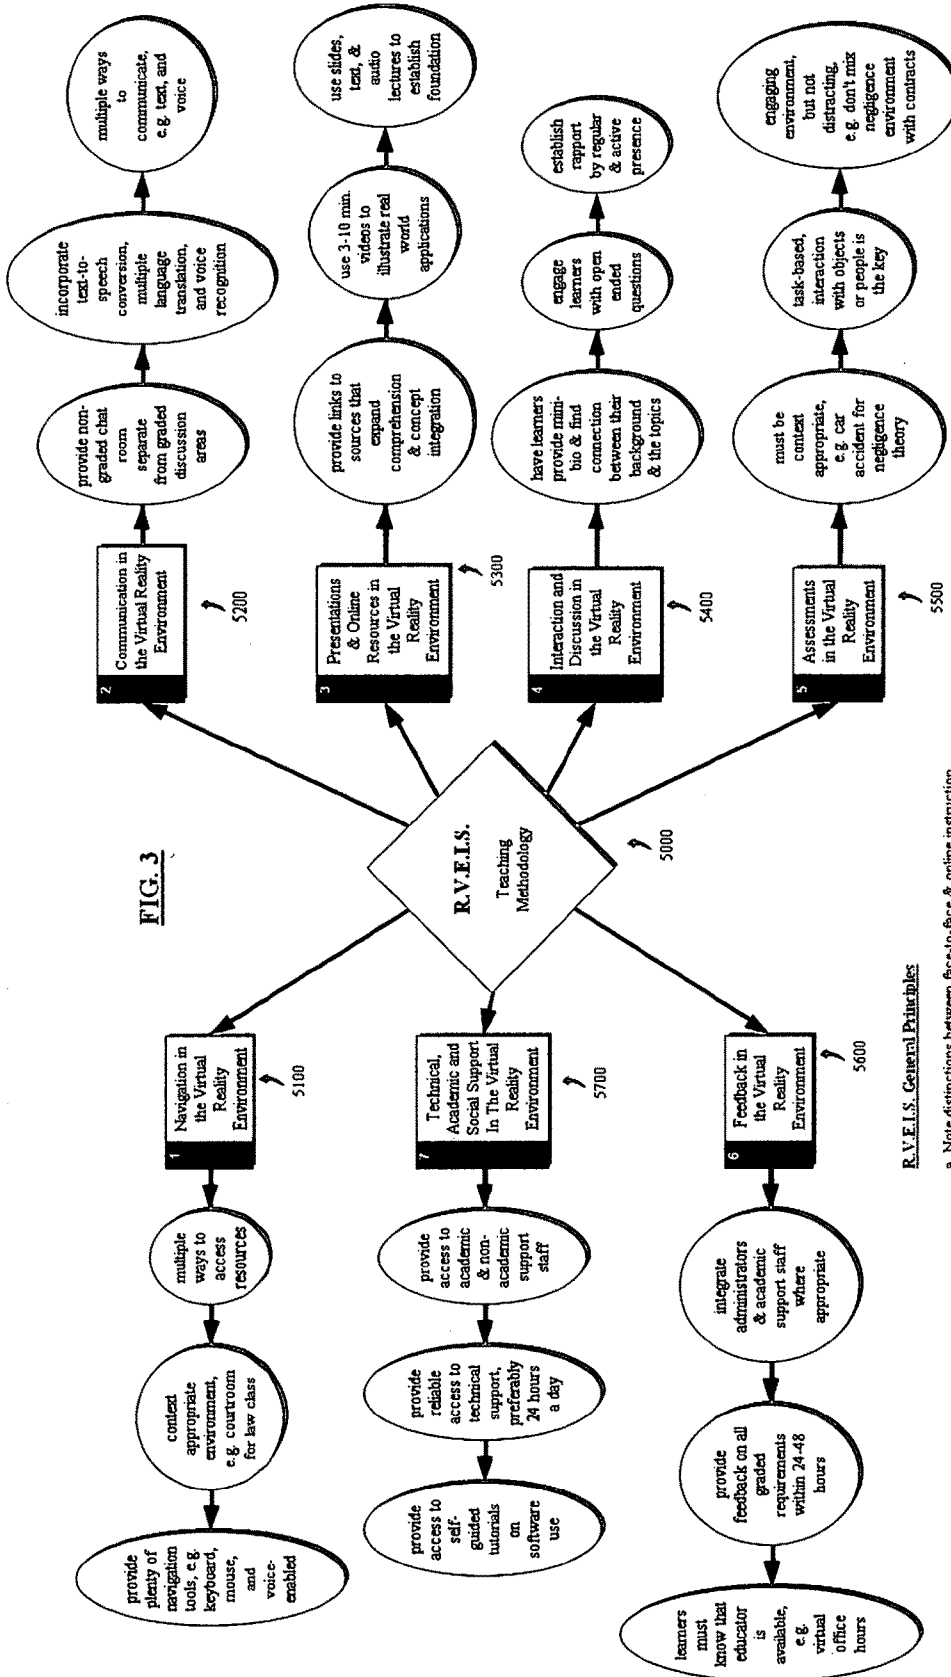 FIG. 3
R.V.E.I.S.
Teaching
Methodology
5000
1
Navigation in
the Virtual
Reality
Environment
5100
multiple
ways to
access
resources
context
appropriate
environment,
e.g. courtroom
for law class
provide
plenty of
navigation
tools, e.g.
keyboard,
mouse,
and
voice-
enabled
2
Communication in
the Virtual Reality
Environment
5200
provide non-
graded chat
room
separate
from graded
discussion
areas
incorporate
text-to-
speech
conversion,
multiple
language
translation,
and voice
recognition
multiple ways
to
communicate,
e.g. text, and
voice
3
Presentations
& Online
Resources in
the Virtual
Reality
Environment
5300
provide links to
sources that
expand
comprehension
& concept
integration
use 3-10 min.
videos to
illustrate real
world
applications
use slides,
text, &
audio
lectures to
establish
foundation
4
Interaction and
Discussion in
the Virtual
Reality
Environment
5400
have learners
provide mini-
bio & find
connection
between their
background
& the topics
engage
learners
with open
ended
questions
establish
rapport
by regular
& active
presence
5
Assessments
in the Virtual
Reality
Environment
5500
must be
context
appropriate,
e.g. car
accident for
negligence
theory
task-based,
interaction
with objects
or people is
the key
engaging
environment,
but not
distracting,
e.g. don't mix
negligence
environment
with contracts
6
Feedback in
the Virtual
Reality
Environment
5600
integrate
administrators
& academic
support staff
where
appropriate
provide
feedback on all
graded
requirements
within 24-48
hours
learners
must
know that
educator
is
available,
e.g.
virtual
office
hours
7
Technical,
Academic and
Social Support
In The Virtual
Reality
Environment
5700
provide
access to
academic
& non-
academic
support
staff
provide
reliable
access to
technical
support,
preferably
24 hours
a day
provide
access to
self-
guided
tutorials
on
software
use
R.V.E.I.S. General Principles
a. Note distinctions between face-to-face & online instruction